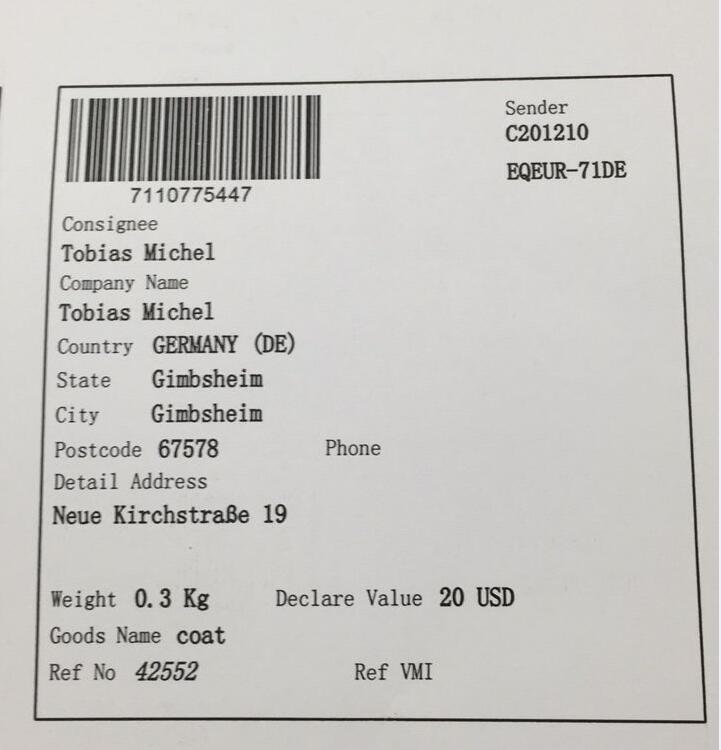 Sender
C201210
EQEUR-71DE
7110775447
Consignee
Tobias Michel
Company Name
Tobias Michel
Country GERMANY (DE)
State Gimbsheim
City Gimbsheim
Postcode 67578 Phone
Detail Address
Neue Kirchstraße 19
Weight 0.3 Kg Declare Value 20 USD
Goods Name coat
Ref No 42552 Ref VMI